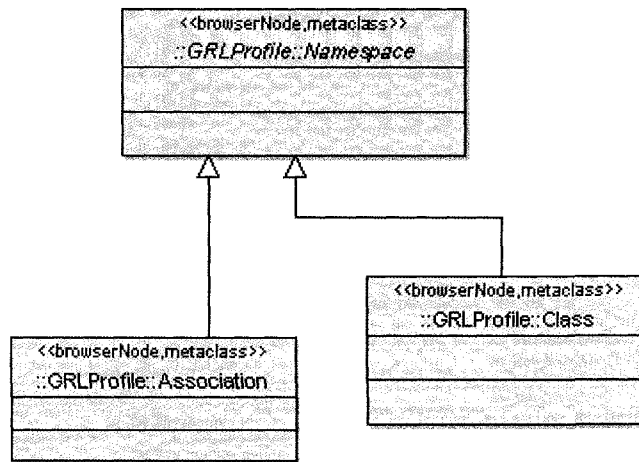 <<browserNode,metaclass>>
::GRLProfile::Namespace
<<browserNode,metaclass>>
::GRLProfile::Class
<<browserNode,metaclass>>
::GRLProfile::Association